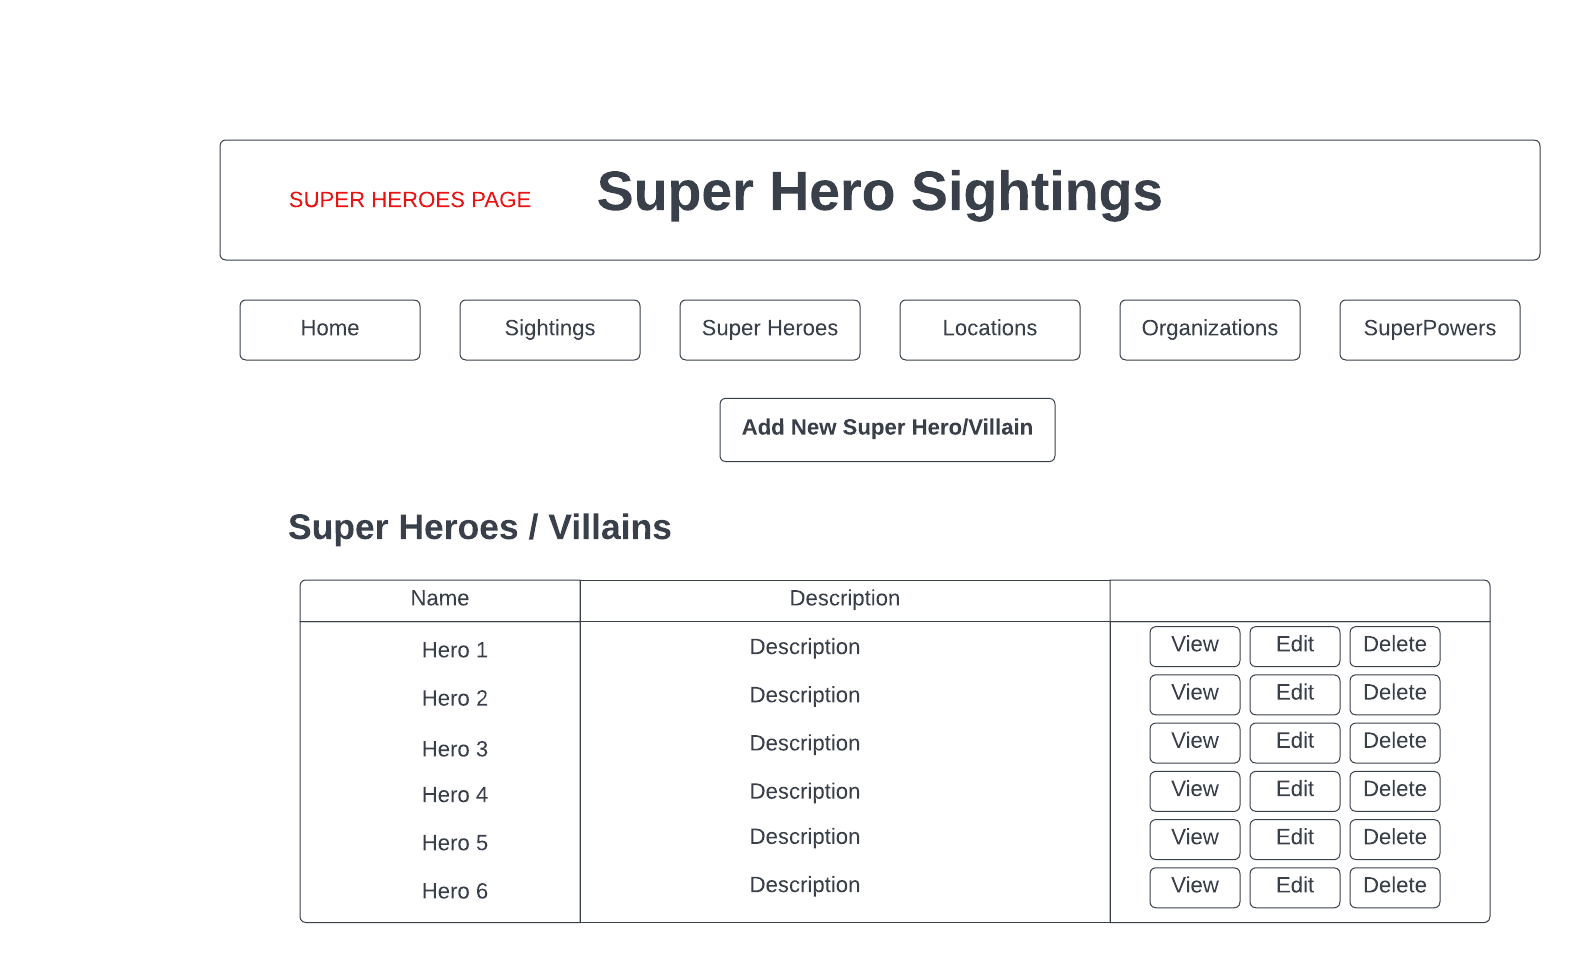 SUPER HEROES PAGE
Super Hero Sightings
Home
Sightings
Super Heroes
Locations
Organizations
SuperPowers
Add New Super Hero/Villain
Super Heroes / Villains
Name
Description
Hero 1
Description
View
Edit
Delete
Hero 2
Description
View
Edit
Delete
Hero 3
Description
View
Edit
Delete
Hero 4
Description
View
Edit
Delete
Hero 5
Description
View
Edit
Delete
Hero 6
Description
View
Edit
Delete